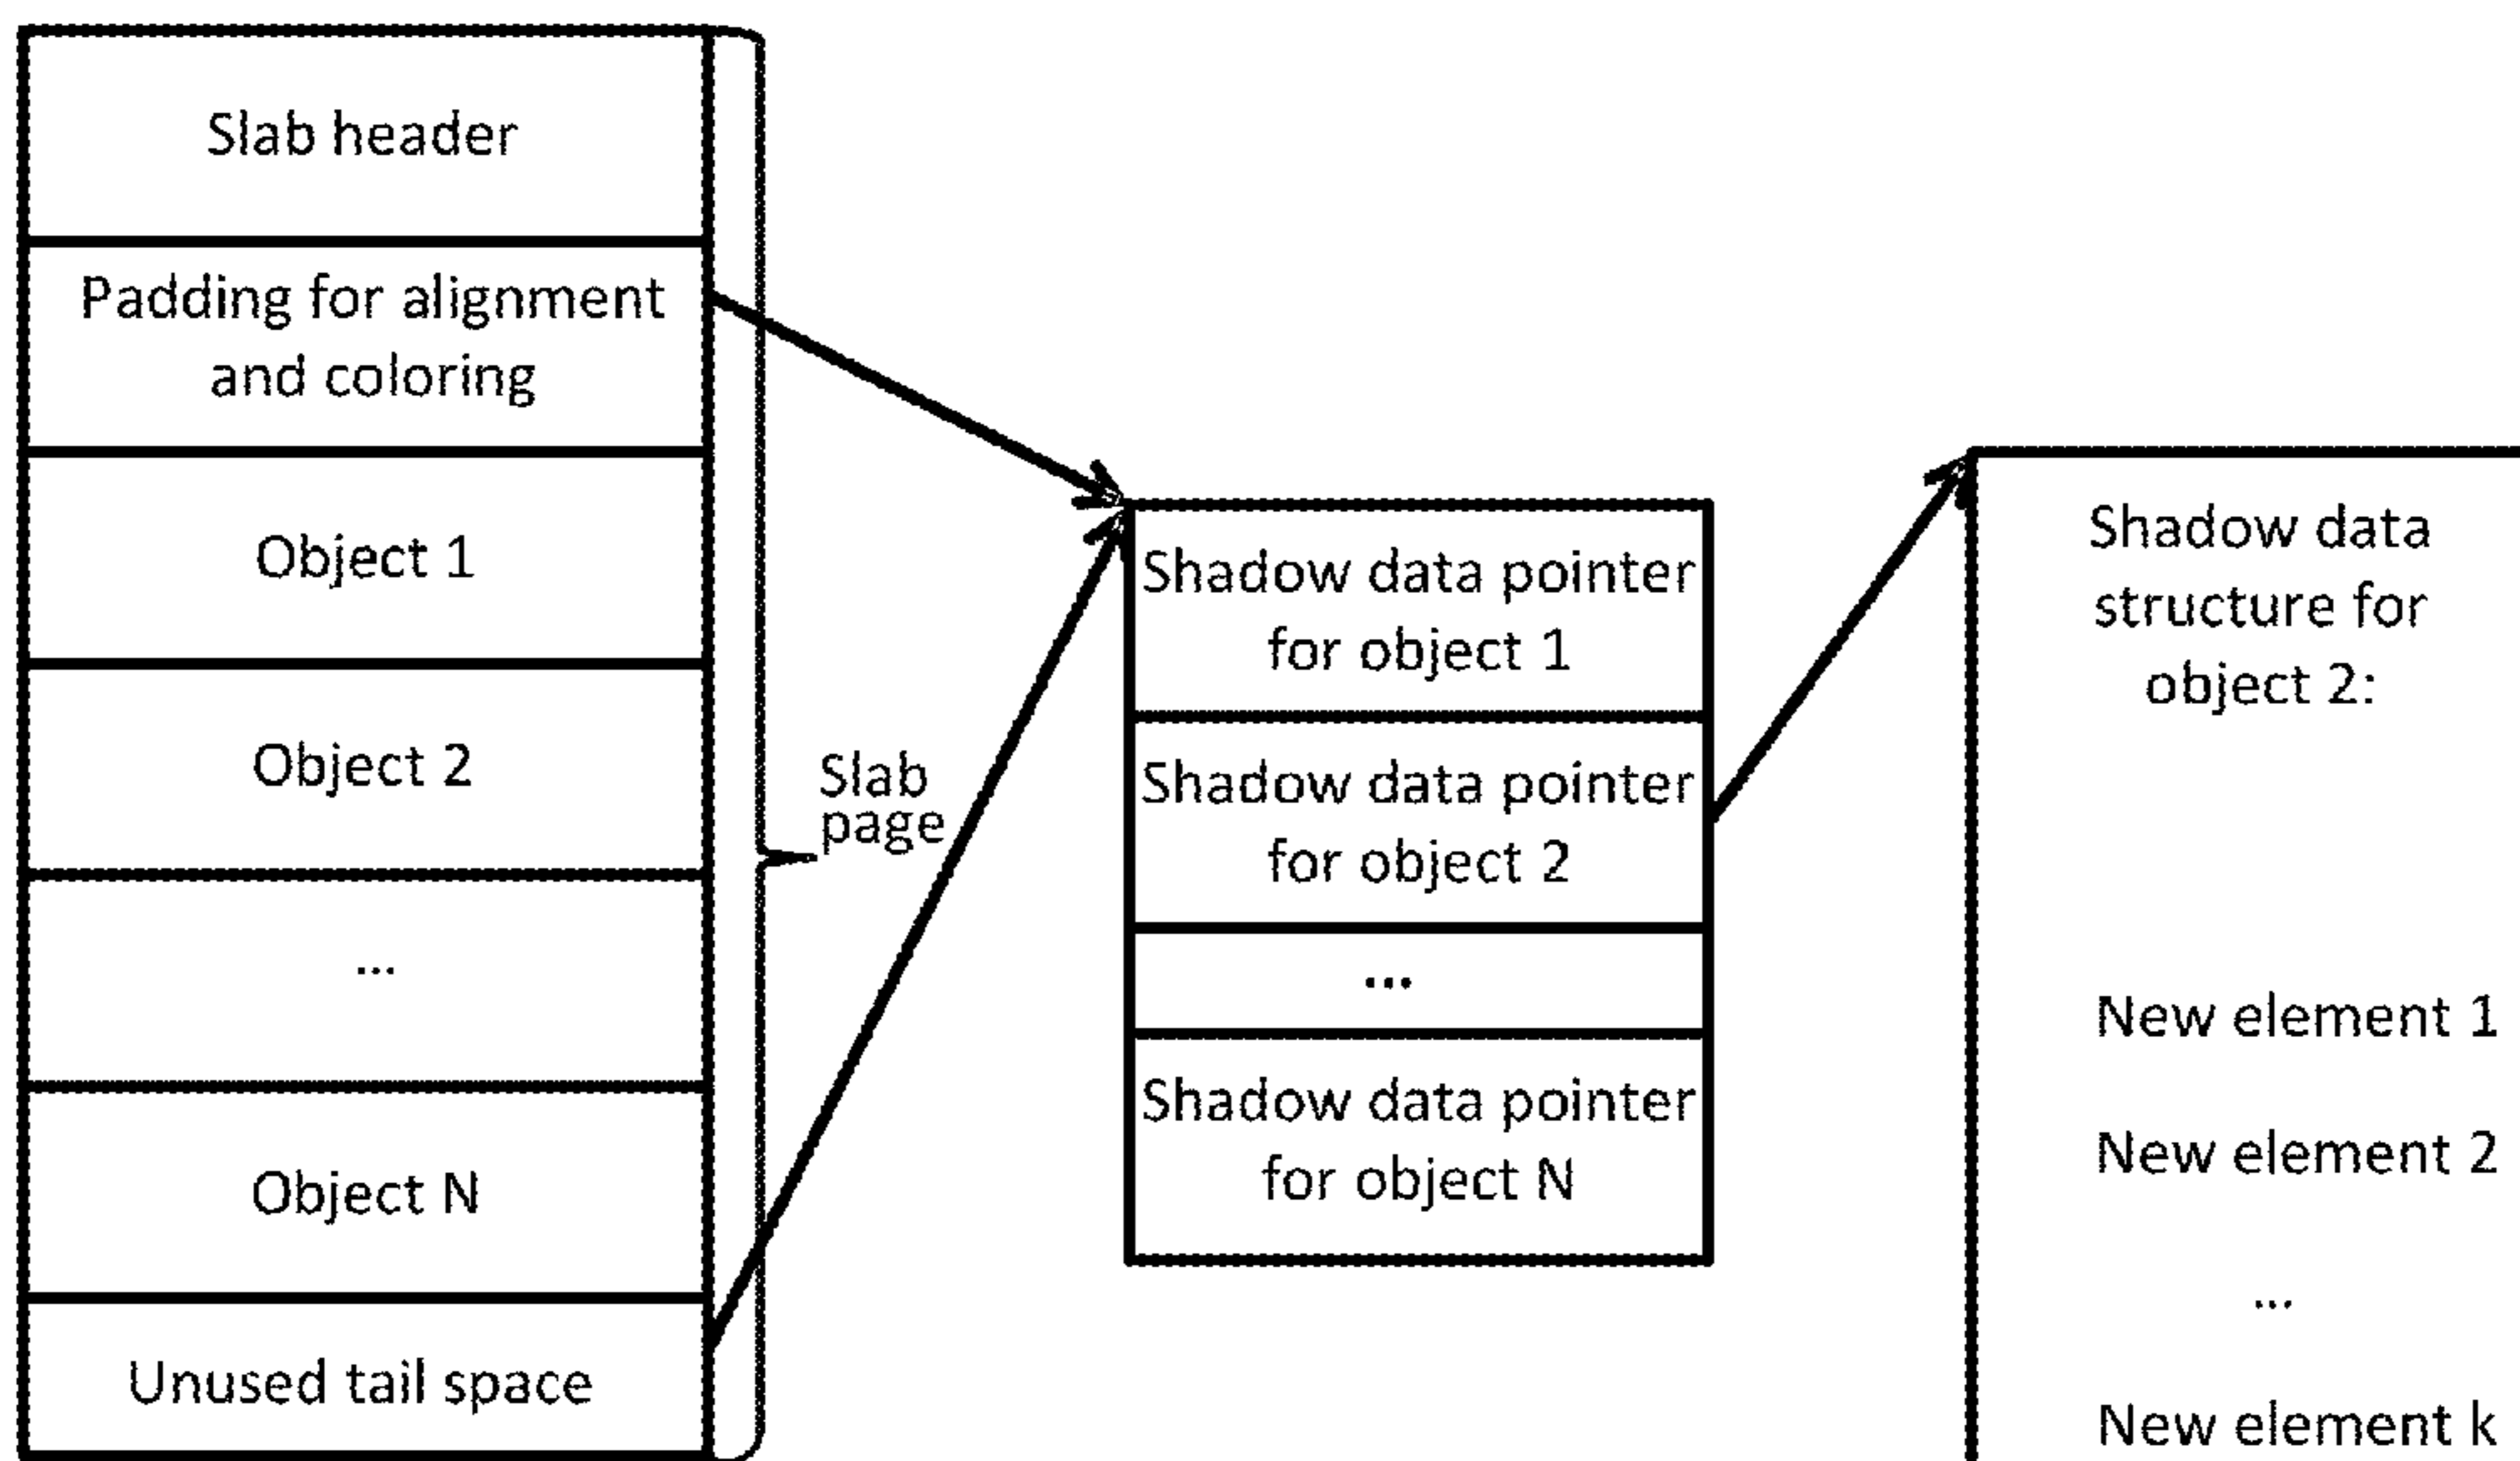 Slab header
Padding for alignment
and coloring
Object 1
Object 2
...
Object N
Unused tail space
Slab
page
Shadow data pointer
for object 1
Shadow data pointer
for object 2
...
Shadow data pointer
for object N
Shadow data
structure for
object 2:
New element 1
New element 2
...
New element k